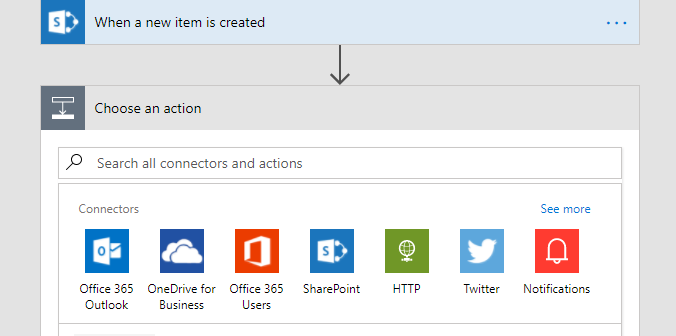 When a new item is created
Choose an action
Search all connectors and actions
Connectors See more
Office 365 OneDrive for Office 365 SharePoint HTTP Twitter Notifications
Outlook Business Users